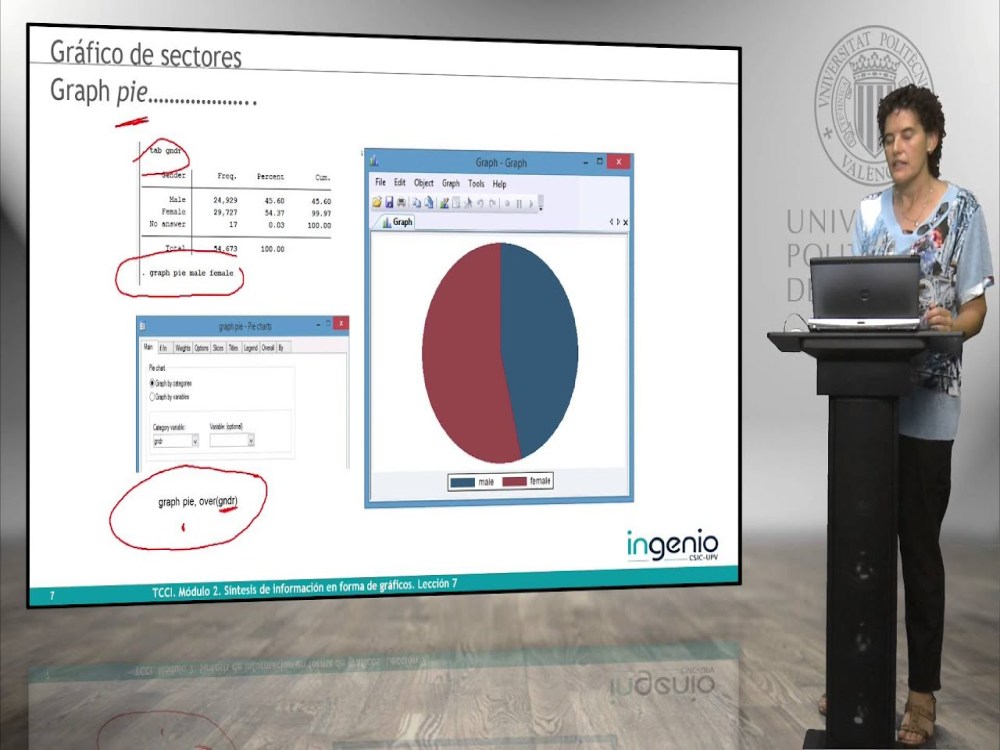 Gráfico de sectores
Graph pie....................
tab gndr
Gender Freq. Percent Cum.
Male 24,929 45.60 45.60
Female 29,727 54.37 99.97
No answer 17 0.03 100.00
Total 54,673 100.00
. graph pie male female
graph pie - Pie charts
Main if/in Weights Options Slices Titles Legend Overall By
Pie chart
Graph by categories
Graph by variables
Category variable: Variable: (optional)
gndr
graph pie, over(gndr)
Graph - Graph
File Edit Object Graph Tools Help
Graph
male female
ingenio
CSIC-UPV
7 TCCI. Módulo 2. Síntesis de información en forma de gráficos. Lección 7
UNIVERSITAT POLITÈCNICA
VALÈNCIA
UNIV
POLI
DE